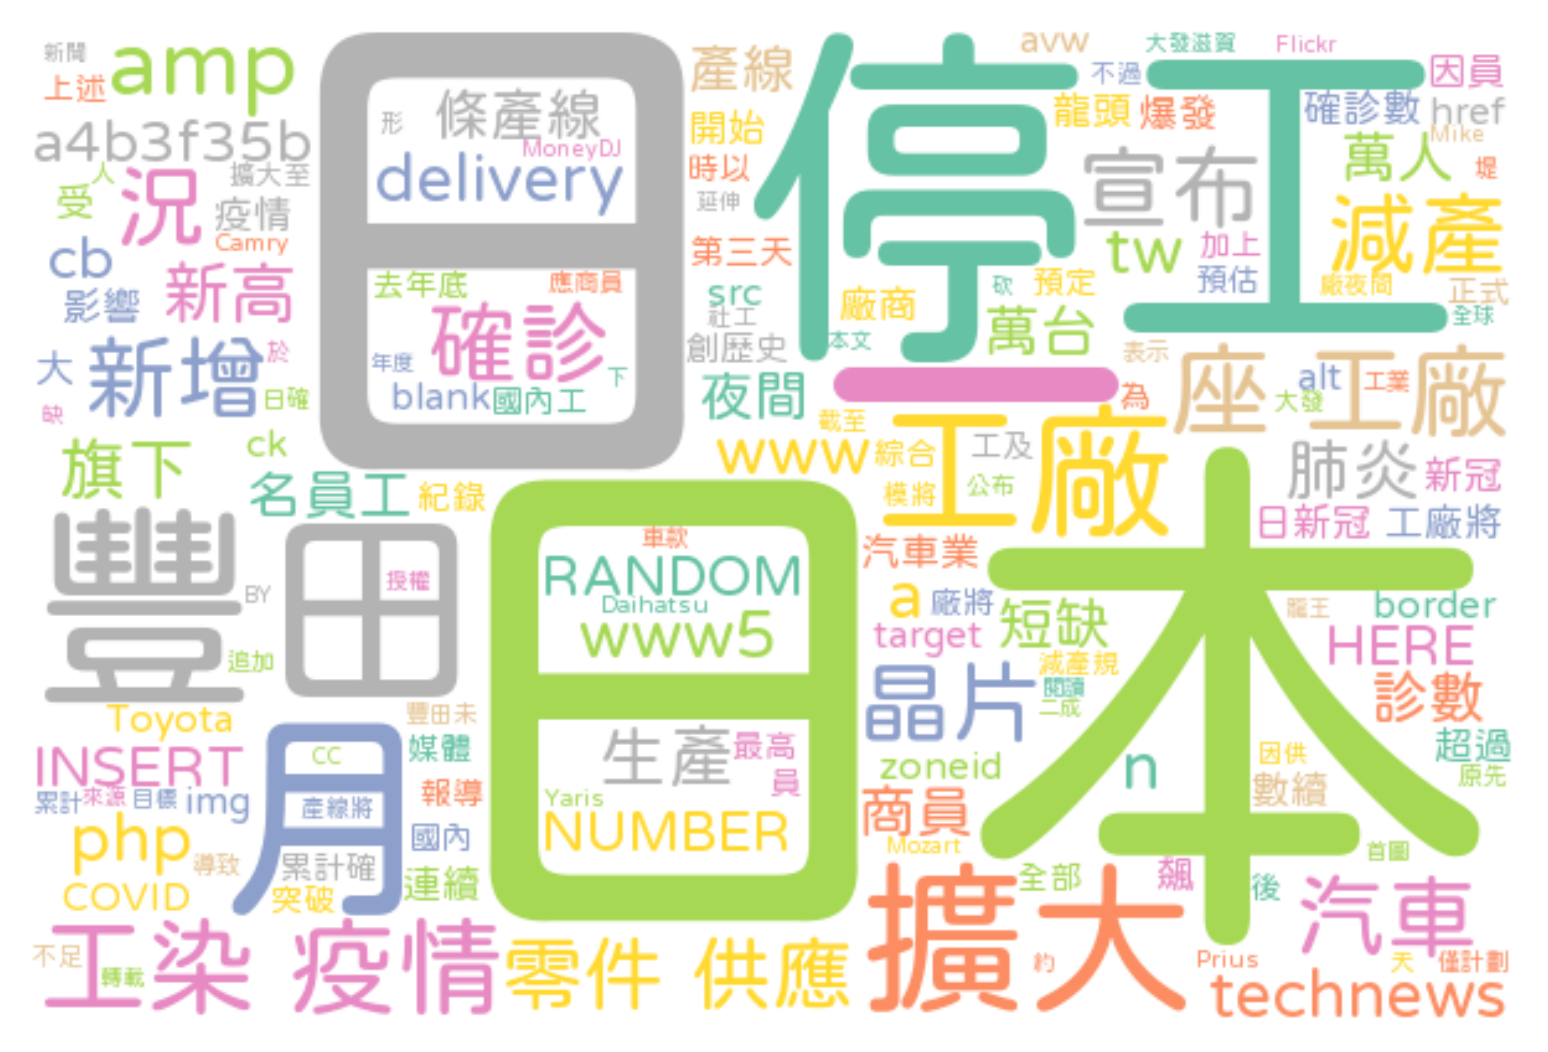 新聞
上述
amp
a4b3f35b
人
受
況
擴大至
疫情
Camry
cb
影響
新高
大
新增
於
缺
日確
日
形
條產線
MoneyDJ
delivery
去年底
應商員
確診
年度
下
blank
國內工
產線
開始
時以
延伸
第三天
src
社工
創歷史
夜間
停工
avw
大發滋賀
Flickr
不過
因員
龍頭
爆發
確診數
href
Mike
萬人
堤
宣布
減產
tw
加上
預估
砍
預定
廠夜間
正式
廠商
萬台
全球
本文
表示
一
為
座
alt
工業
大發
工廠
截至
www
綜合
工及
模將
公布
工廠
肺炎
新冠
日新冠
工廠將
旗下
ck
名員工
紀錄
豐田
BY
授權
追加
Toyota
豐田未
日本
車款
RANDOM
Daihatsu
www5
生產
最高
員
Yaris
NUMBER
汽車業
a
廠將
短缺
target
減產規
晶片
閱讀
二成
zoneid
n
商員
Mozart
龍王
border
HERE
診數
超過
因供
原先
數續
首圖
INSERT
累計
來源
目標
img
月
CC
產線將
累計確
突破
媒體
報導
國內
連續
php
導致
COVID
工染
不足
轉載
疫情
零件
供應
擴大
全部
飆
後
約
汽車
Prius
天
僅計劃
technews